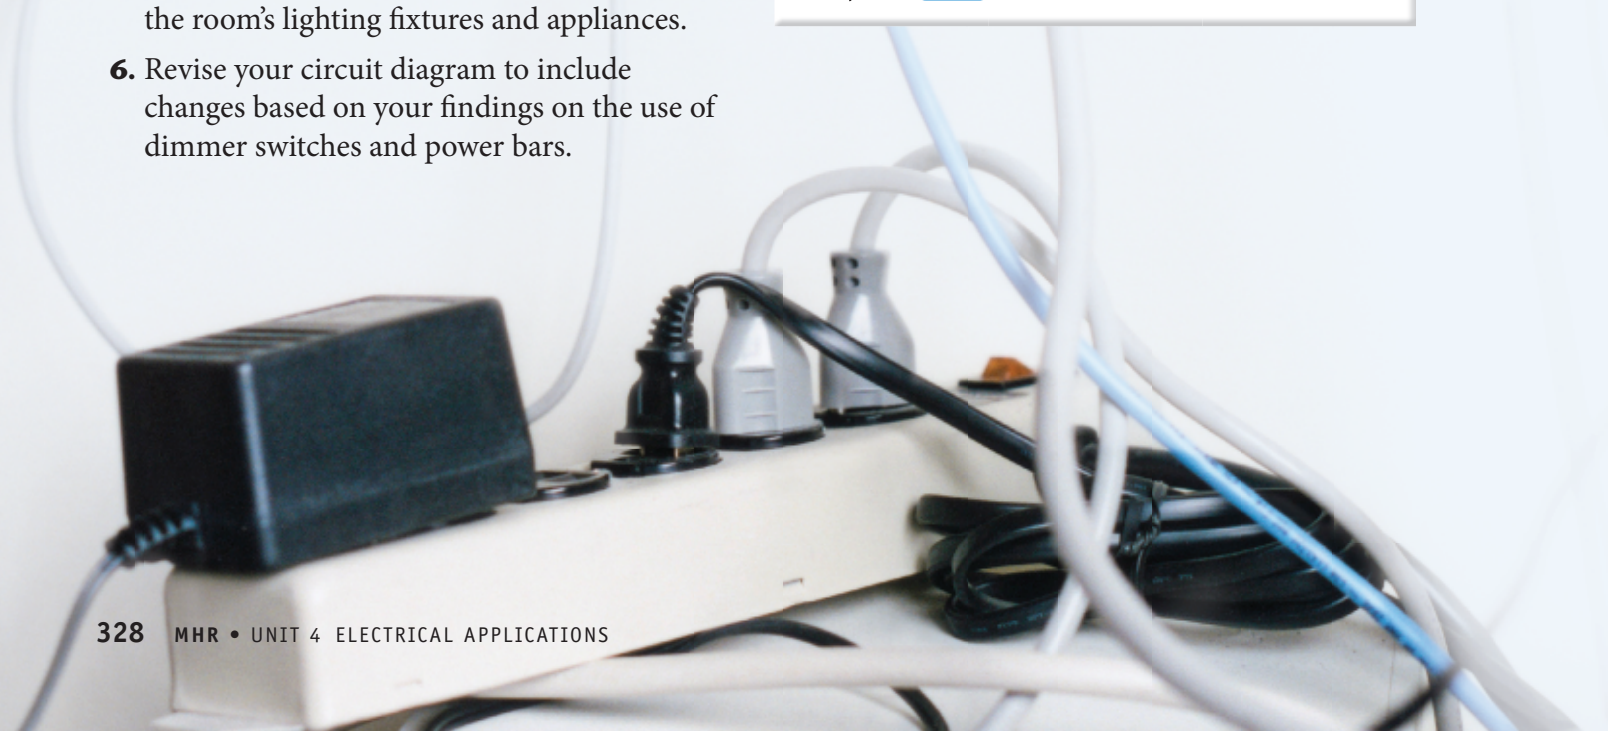 the room's lighting fixtures and appliances.
6. Revise your circuit diagram to include
changes based on your findings on the use of
dimmer switches and power bars.
328 MHR • UNIT 4 ELECTRICAL APPLICATIONS